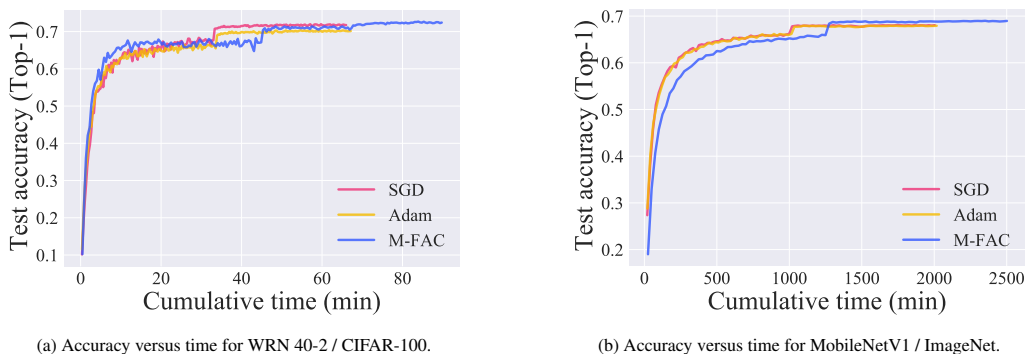 Test accuracy (Top-1)
0.7
0.6
0.5
0.4
0.3
0.2
0.1
SGD
Adam
M-FAC
0 20 40 60 80
Cumulative time (min)
(a) Accuracy versus time for WRN 40-2 / CIFAR-100.
Test accuracy (Top-1)
0.7
0.6
0.5
0.4
0.3
0.2
SGD
Adam
M-FAC
0 500 1000 1500 2000 2500
Cumulative time (min)
(b) Accuracy versus time for MobileNetV1 / ImageNet.